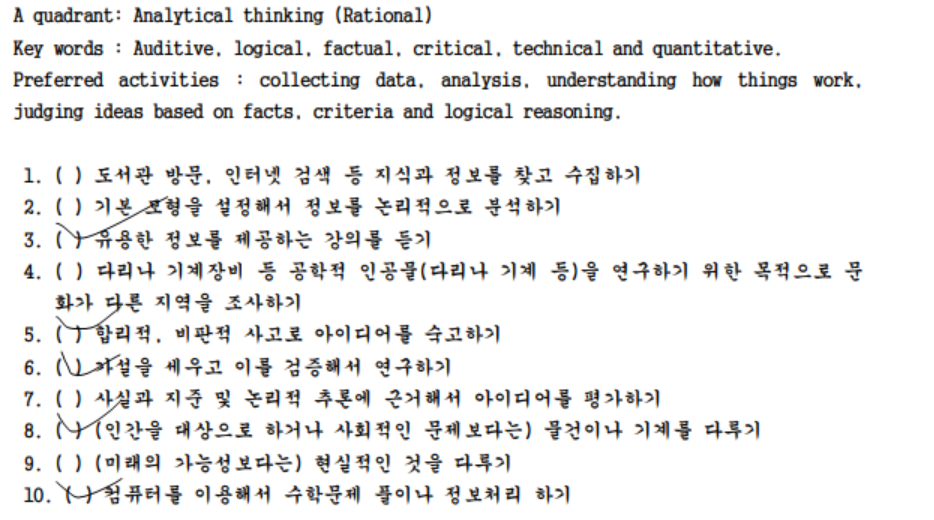 A quadrant: Analytical thinking (Rational)
Key words : Auditive, logical, factual, critical, technical and quantitative.
Preferred activities : collecting data, analysis, understanding how things work, judging ideas based on facts, criteria and logical reasoning.
1. ( ) 도서관 방문, 인터넷 검색 등 지식과 정보를 찾고 수집하기
2. ( ) 기본 모형을 설정해서 정보를 논리적으로 분석하기
3. ( ) 유용한 정보를 제공하는 강의를 듣기
4. ( ) 다리나 기계장비 등 공학적 인공물(다리나 기계 등)을 연구하기 위한 목적으로 문
화가 다른 지역을 조사하기
5. ( ) 합리적, 비판적 사고로 아이디어를 숙고하기
6. ( ) 가설을 세우고 이를 검증해서 연구하기
7. ( ) 사실과 지준 및 논리적 추론에 근거해서 아이디어를 평가하기
8. ( ) (인간을 대상으로 하거나 사회적인 문제보다는) 물건이나 기계를 다루기
9. ( ) (미래의 가능성보다는) 현실적인 것을 다루기
10. ( ) 컴퓨터를 이용해서 수학문제 풀이나 정보처리 하기